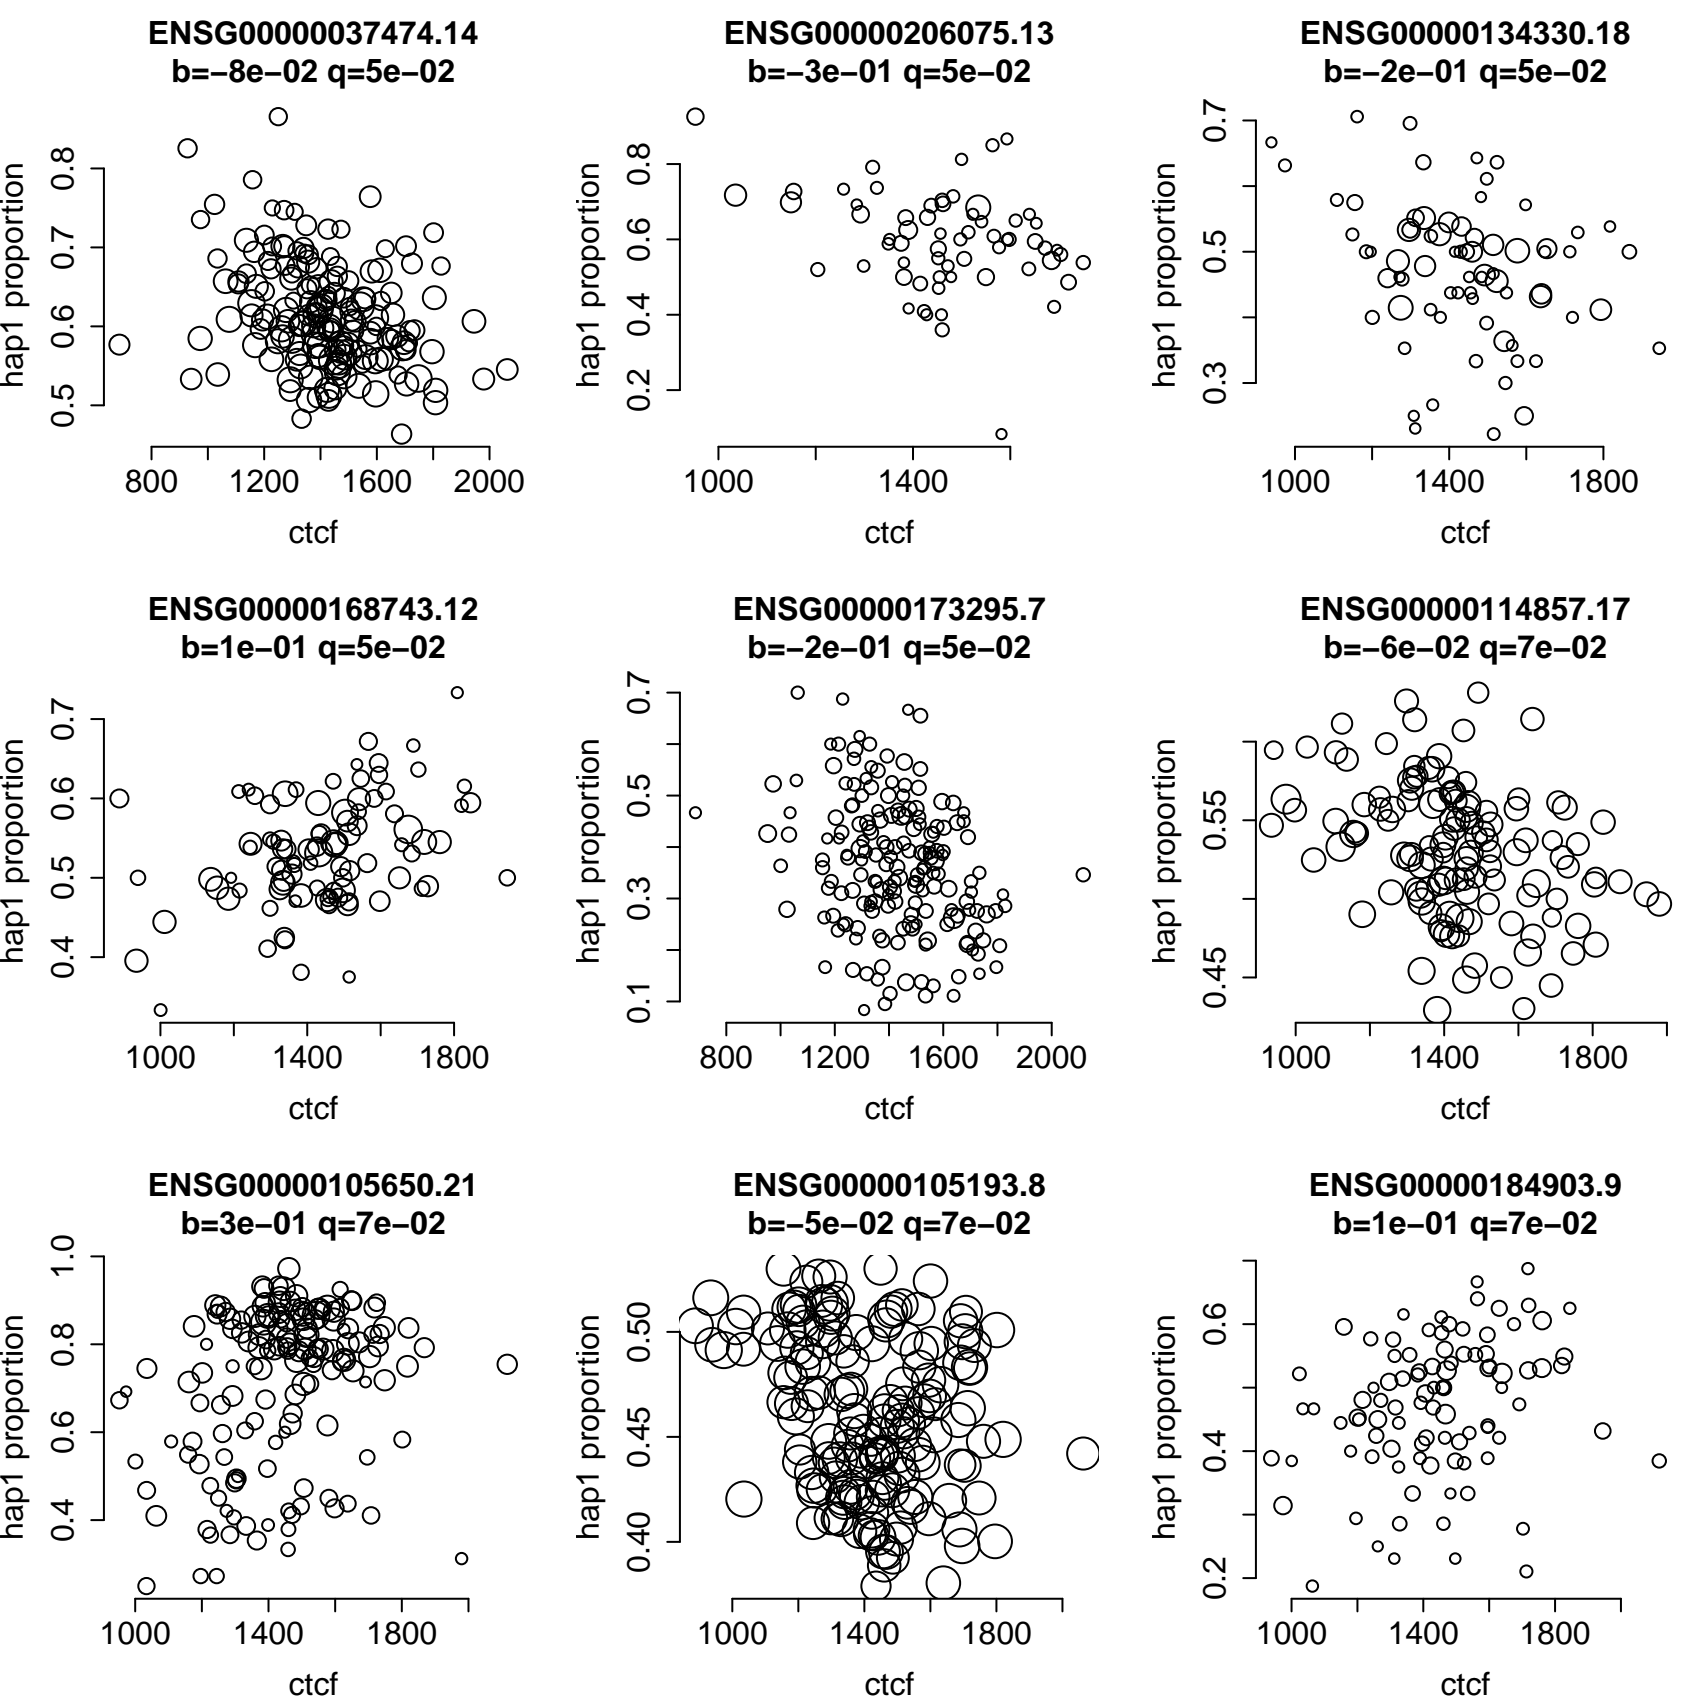 ENSG00000037474.14
b=−8e−02 q=5e−02
hap1 proportion
0.5 0.6 0.7 0.8
800 1200 1600 2000
ctcf
ENSG00000206075.13
b=−3e−01 q=5e−02
hap1 proportion
0.2 0.4 0.6 0.8
1000 1400
ctcf
ENSG00000134330.18
b=−2e−01 q=5e−02
hap1 proportion
0.3 0.5 0.7
1000 1400 1800
ctcf
ENSG00000168743.12
b=1e−01 q=5e−02
hap1 proportion
0.4 0.5 0.6 0.7
1000 1400 1800
ctcf
ENSG00000173295.7
b=−2e−01 q=5e−02
hap1 proportion
0.1 0.3 0.5 0.7
800 1200 1600 2000
ctcf
ENSG00000114857.17
b=−6e−02 q=7e−02
hap1 proportion
0.45 0.55
1000 1400 1800
ctcf
ENSG00000105650.21
b=3e−01 q=7e−02
hap1 proportion
0.4 0.6 0.8 1.0
1000 1400 1800
ctcf
ENSG00000105193.8
b=−5e−02 q=7e−02
hap1 proportion
0.40 0.45 0.50
1000 1400 1800
ctcf
ENSG00000184903.9
b=1e−01 q=7e−02
hap1 proportion
0.2 0.4 0.6
1000 1400 1800
ctcf